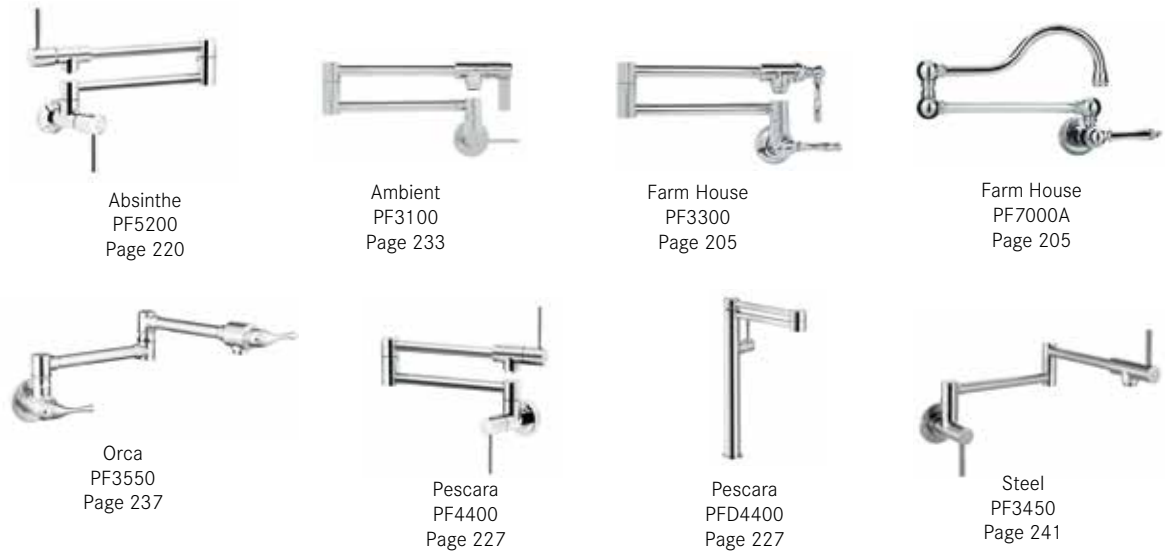 Absinthe
PF5200
Page 220
Ambient
PF3100
Page 233
Farm House
PF3300
Page 205
Farm House
PF7000A
Page 205
Orca
PF3550
Page 237
Pescara
PF4400
Page 227
Pescara
PFD4400
Page 227
Steel
PF3450
Page 241